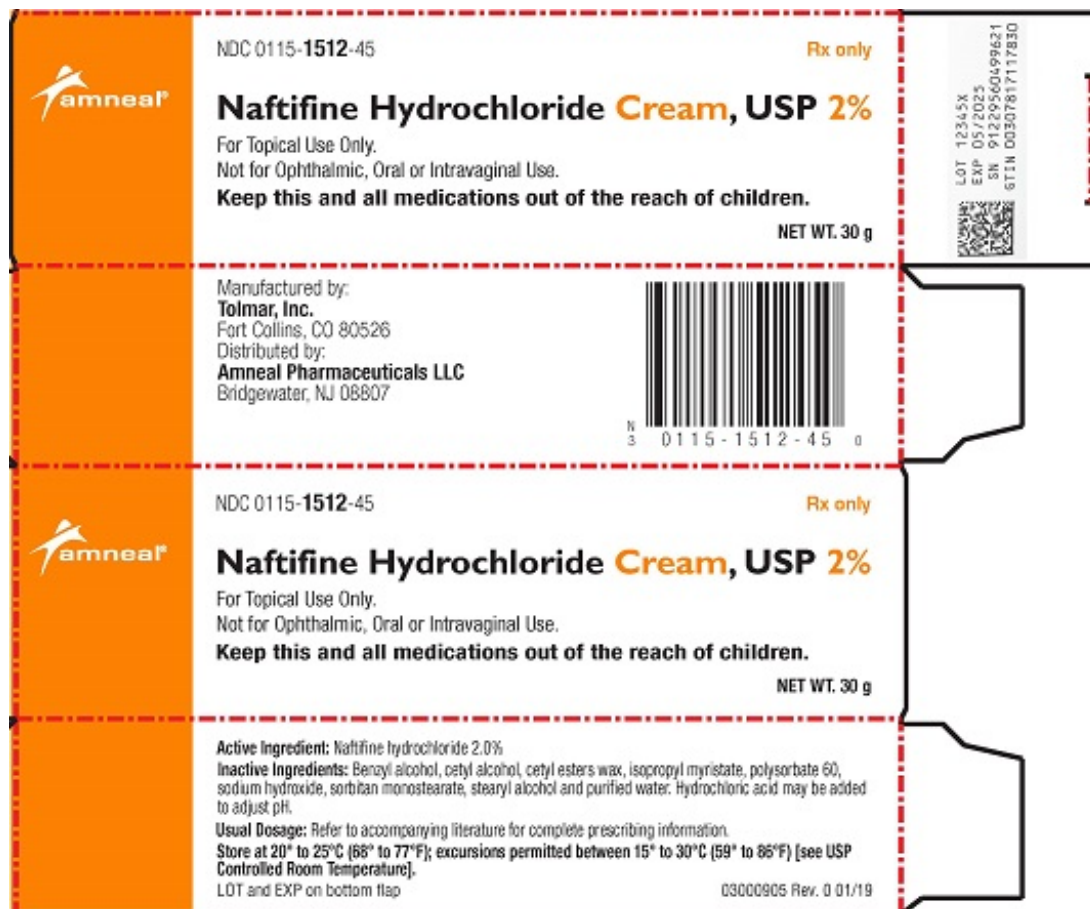 amneal®
NDC 0115-1512-45
Rx only
Naftifine Hydrochloride Cream, USP 2%
For Topical Use Only.
Not for Ophthalmic, Oral or Intravaginal Use.
Keep this and all medications out of the reach of children.
NET WT. 30 g
LOT 12345X
EXP 05/2025
SN 91229560499621
GTIN 00307817117830
Manufactured by:
Tolmar, Inc.
Fort Collins, CO 80526
Distributed by:
Amneal Pharmaceuticals LLC
Bridgewater, NJ 08807
N
3 0115-1512-45 0
amneal®
NDC 0115-1512-45
Rx only
Naftifine Hydrochloride Cream, USP 2%
For Topical Use Only.
Not for Ophthalmic, Oral or Intravaginal Use.
Keep this and all medications out of the reach of children.
NET WT. 30 g
Active Ingredient: Naftifine hydrochloride 2.0%
Inactive Ingredients: Benzyl alcohol, cetyl alcohol, cetyl esters wax, isopropyl myristate, polysorbate 60,
sodium hydroxide, sorbitan monostearate, stearyl alcohol and purified water. Hydrochloric acid may be added
to adjust pH.
Usual Dosage: Refer to accompanying literature for complete prescribing information.
Store at 20° to 25°C (68° to 77°F); excursions permitted between 15° to 30°C (59° to 86°F) [see USP
Controlled Room Temperature].
LOT and EXP on bottom flap
03000905 Rev. 0 01/19